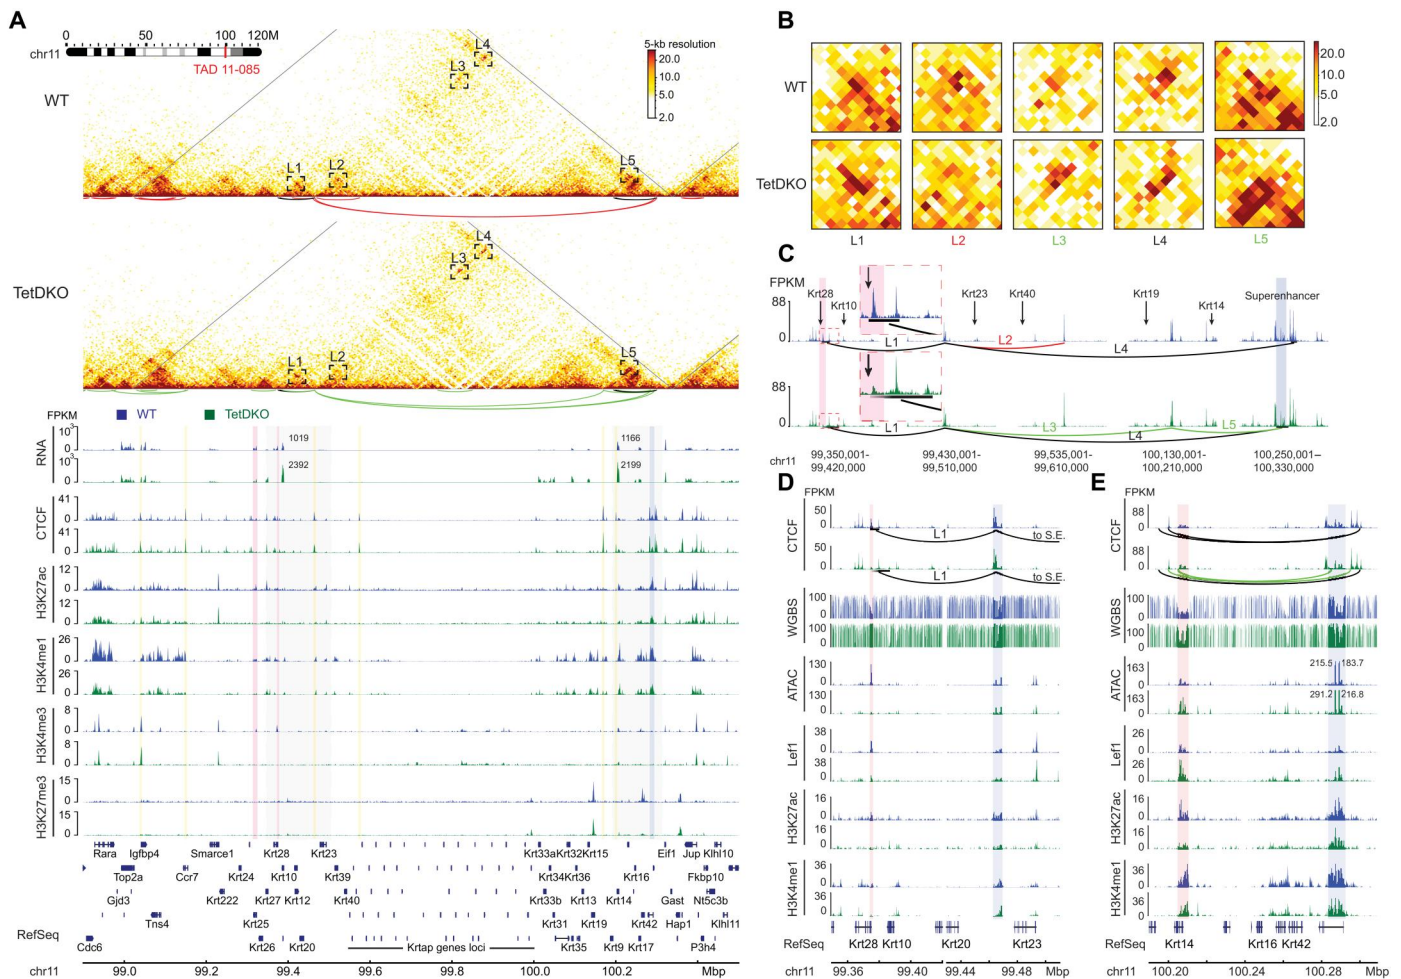 A
0 50 100 120M
chr11
TAD 11-085
5-kb resolution
20.0
10.0
5.0
2.0
WT
L4
L3
L1
L2
L5
TetDKO
L4
L3
L1
L2
L5
FPKM
WT
TetDKO
RNA
10³
0
1019
1166
10³
0
2392
2199
CTCF
41
0
41
0
H3K27ac
12
0
12
0
H3K4me1
26
0
26
0
H3K4me3
8
0
8
0
H3K27me3
15
0
15
0
Rara Igfbp4 Smarce1 Krt28 Krt23 Krt33a Krt32 Krt15 Eif1 Jup Klhl10
Top2a Ccr7 Krt24 Krt10 Krt39 Krt34 Krt36 Krt16 Fkbp10
Gjd3 Krt222 Krt27 Krt12 Krt40 Krt33b Krt13 Krt14 Gast Nt5c3b
Tns4 Krt25 Krt31 Krt19 Krt42 Hap1 Klhl11
RefSeq
Cdc6 Krt26 Krt20 Krtap genes loci Krt35 Krt9 Krt17 P3h4
chr11 99.0 99.2 99.4 99.6 99.8 100.0 100.2 Mbp
B
WT
TetDKO
20.0
10.0
5.0
2.0
L1 L2 L3 L4 L5
C
FPKM
88
0
Krt28
Krt10
Krt23
Krt40
Krt19
Krt14
Superenhancer
L1
L2
L4
88
0
L1
L3
L4
L5
chr11
99,350,001-
99,420,000
99,430,001-
99,510,000
99,535,001-
99,610,000
100,130,001-
100,210,000
100,250,001-
100,330,000
D
FPKM
CTCF
50
0
L1
to S.E.
50
0
L1
to S.E.
WGBS
100
0
100
0
ATAC
130
0
130
0
Lef1
38
0
38
0
H3K27ac
16
0
16
0
H3K4me1
36
0
36
0
RefSeq Krt28 Krt10 Krt20 Krt23
chr11 99.36 99.40 99.44 99.48 Mbp
E
FPKM
CTCF
88
0
88
0
WGBS
100
0
100
0
ATAC
163
0
215.5 183.7
163
0
291.2 216.8
Lef1
26
0
26
0
H3K27ac
16
0
16
0
H3K4me1
36
0
36
0
RefSeq Krt14 Krt16 Krt42
chr11 100.20 100.24 100.28 Mbp